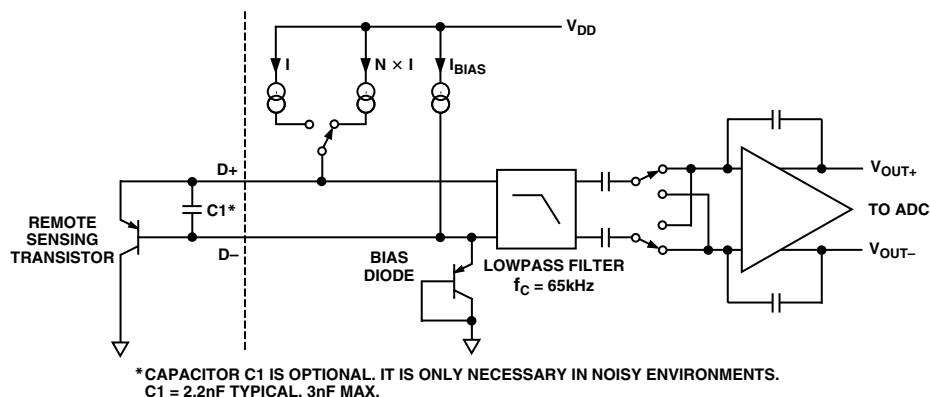 V_DD
I
N × I
I_BIAS
D+
C1*
REMOTE
SENSING
TRANSISTOR
D–
BIAS
DIODE
LOWPASS FILTER
f_C = 65kHz
V_OUT+
TO ADC
V_OUT–
*CAPACITOR C1 IS OPTIONAL. IT IS ONLY NECESSARY IN NOISY ENVIRONMENTS.
C1 = 2.2nF TYPICAL, 3nF MAX.